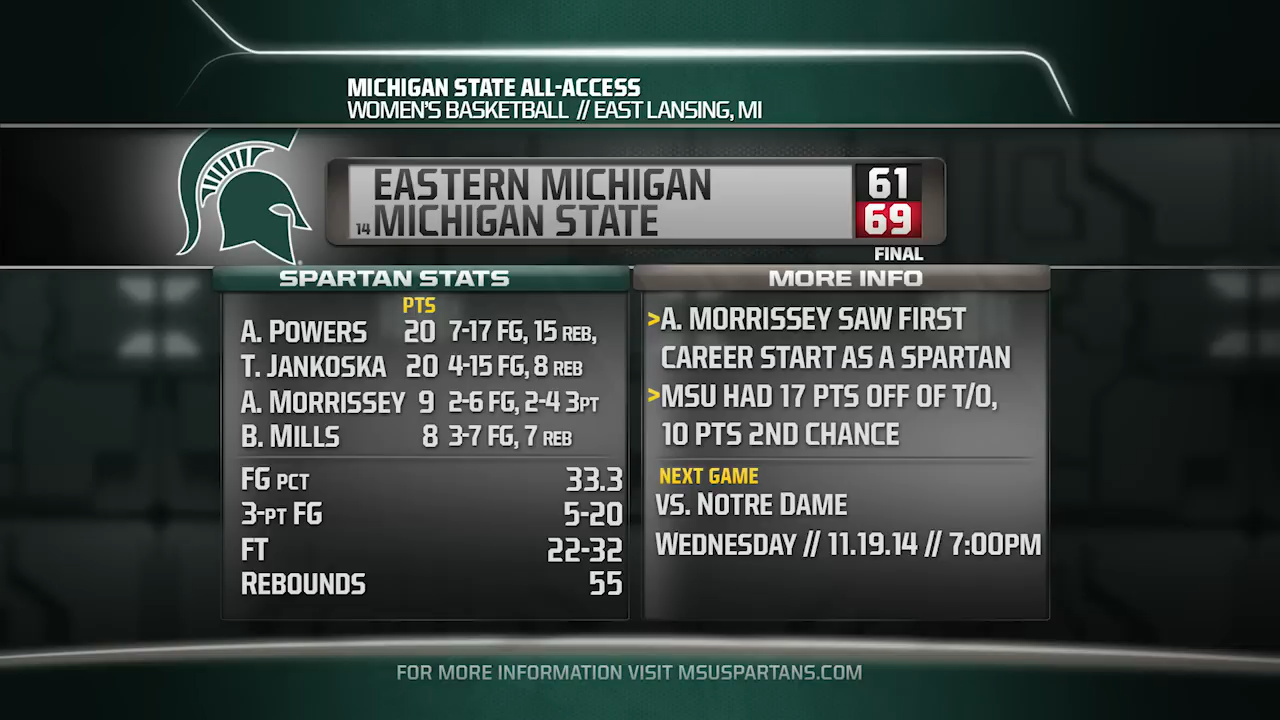 MICHIGAN STATE ALL-ACCESS
WOMEN'S BASKETBALL // EAST LANSING, MI
EASTERN MICHIGAN 61
14 MICHIGAN STATE 69
FINAL
SPARTAN STATS
PTS
A. POWERS 20 7-17 FG, 15 REB,
T. JANKOSKA 20 4-15 FG, 8 REB
A. MORRISSEY 9 2-6 FG, 2-4 3PT
B. MILLS 8 3-7 FG, 7 REB
FG PCT 33.3
3-PT FG 5-20
FT 22-32
REBOUNDS 55
MORE INFO
>A. MORRISSEY SAW FIRST
CAREER START AS A SPARTAN
>MSU HAD 17 PTS OFF OF T/O,
10 PTS 2ND CHANCE
NEXT GAME
VS. NOTRE DAME
WEDNESDAY // 11.19.14 // 7:00PM
FOR MORE INFORMATION VISIT MSUSPARTANS.COM